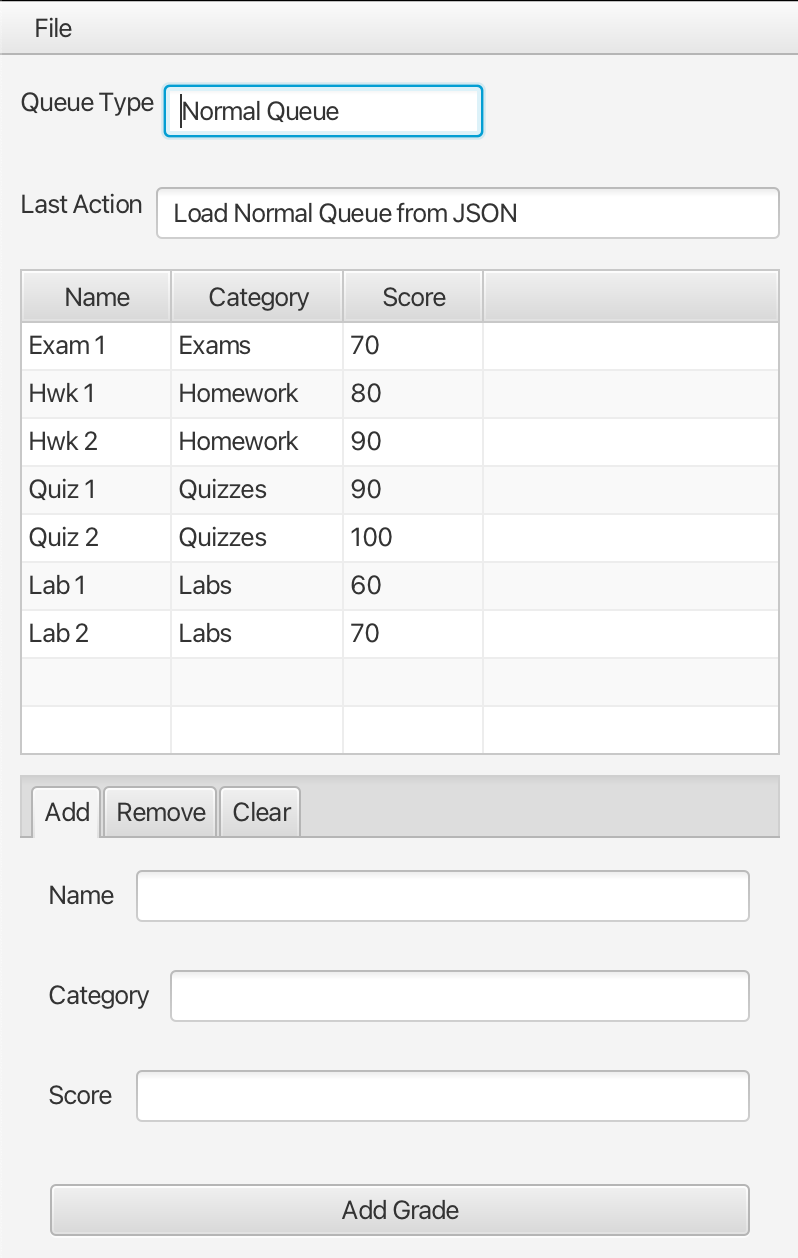 File
Queue Type Normal Queue
Last Action Load Normal Queue from JSON
Name Category Score
Exam 1 Exams 70
Hwk 1 Homework 80
Hwk 2 Homework 90
Quiz 1 Quizzes 90
Quiz 2 Quizzes 100
Lab 1 Labs 60
Lab 2 Labs 70
Add Remove Clear
Name
Category
Score
Add Grade